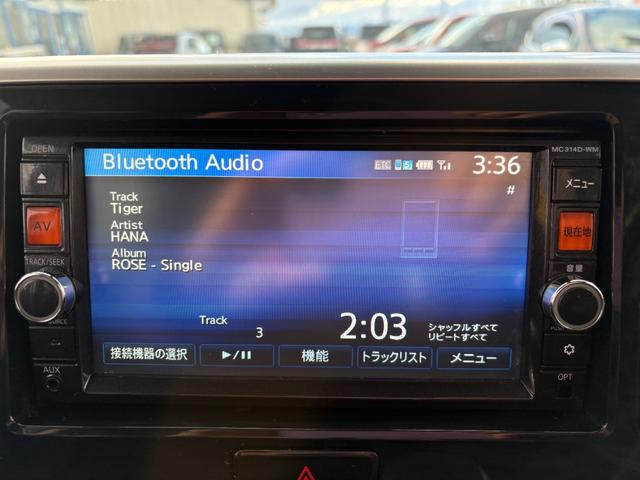 OPEN
MC314D-WM
Bluetooth Audio
ETC
3:36
メニュー
#
Track
Tiger
AV
現在地
Artist
HANA
Album
ROSE - Single
TRACK/SEEK
音量
Track
3
2:03
シャッフルすべて
リピートすべて
接続機器の選択
▶/II
機能
トラックリスト
メニュー
AUX
OPT